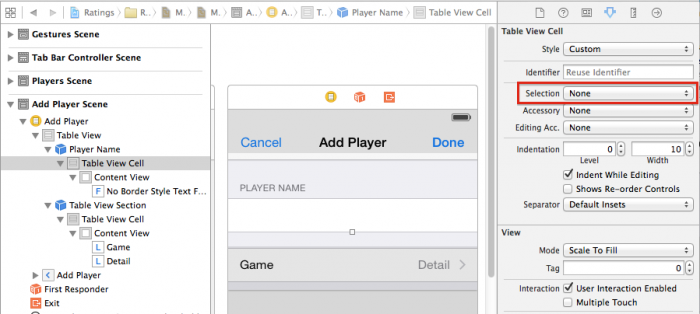 Ratings R... M... M... A... A... T... Player Name Table View Cell
Gestures Scene
Tab Bar Controller Scene
Players Scene
Add Player Scene
Add Player
Table View
Player Name
Table View Cell
Content View
F No Border Style Text F...
Table View Section
Table View Cell
Content View
L Game
L Detail
Add Player
First Responder
Exit
Cancel Add Player Done
PLAYER NAME
Game Detail
Table View Cell
Style Custom
Identifier Reuse Identifier
Selection None
Accessory None
Editing Acc. None
Indentation 0 10
Level Width
Indent While Editing
Shows Re-order Controls
Separator Default Insets
View
Mode Scale To Fill
Tag 0
Interaction User Interaction Enabled
Multiple Touch